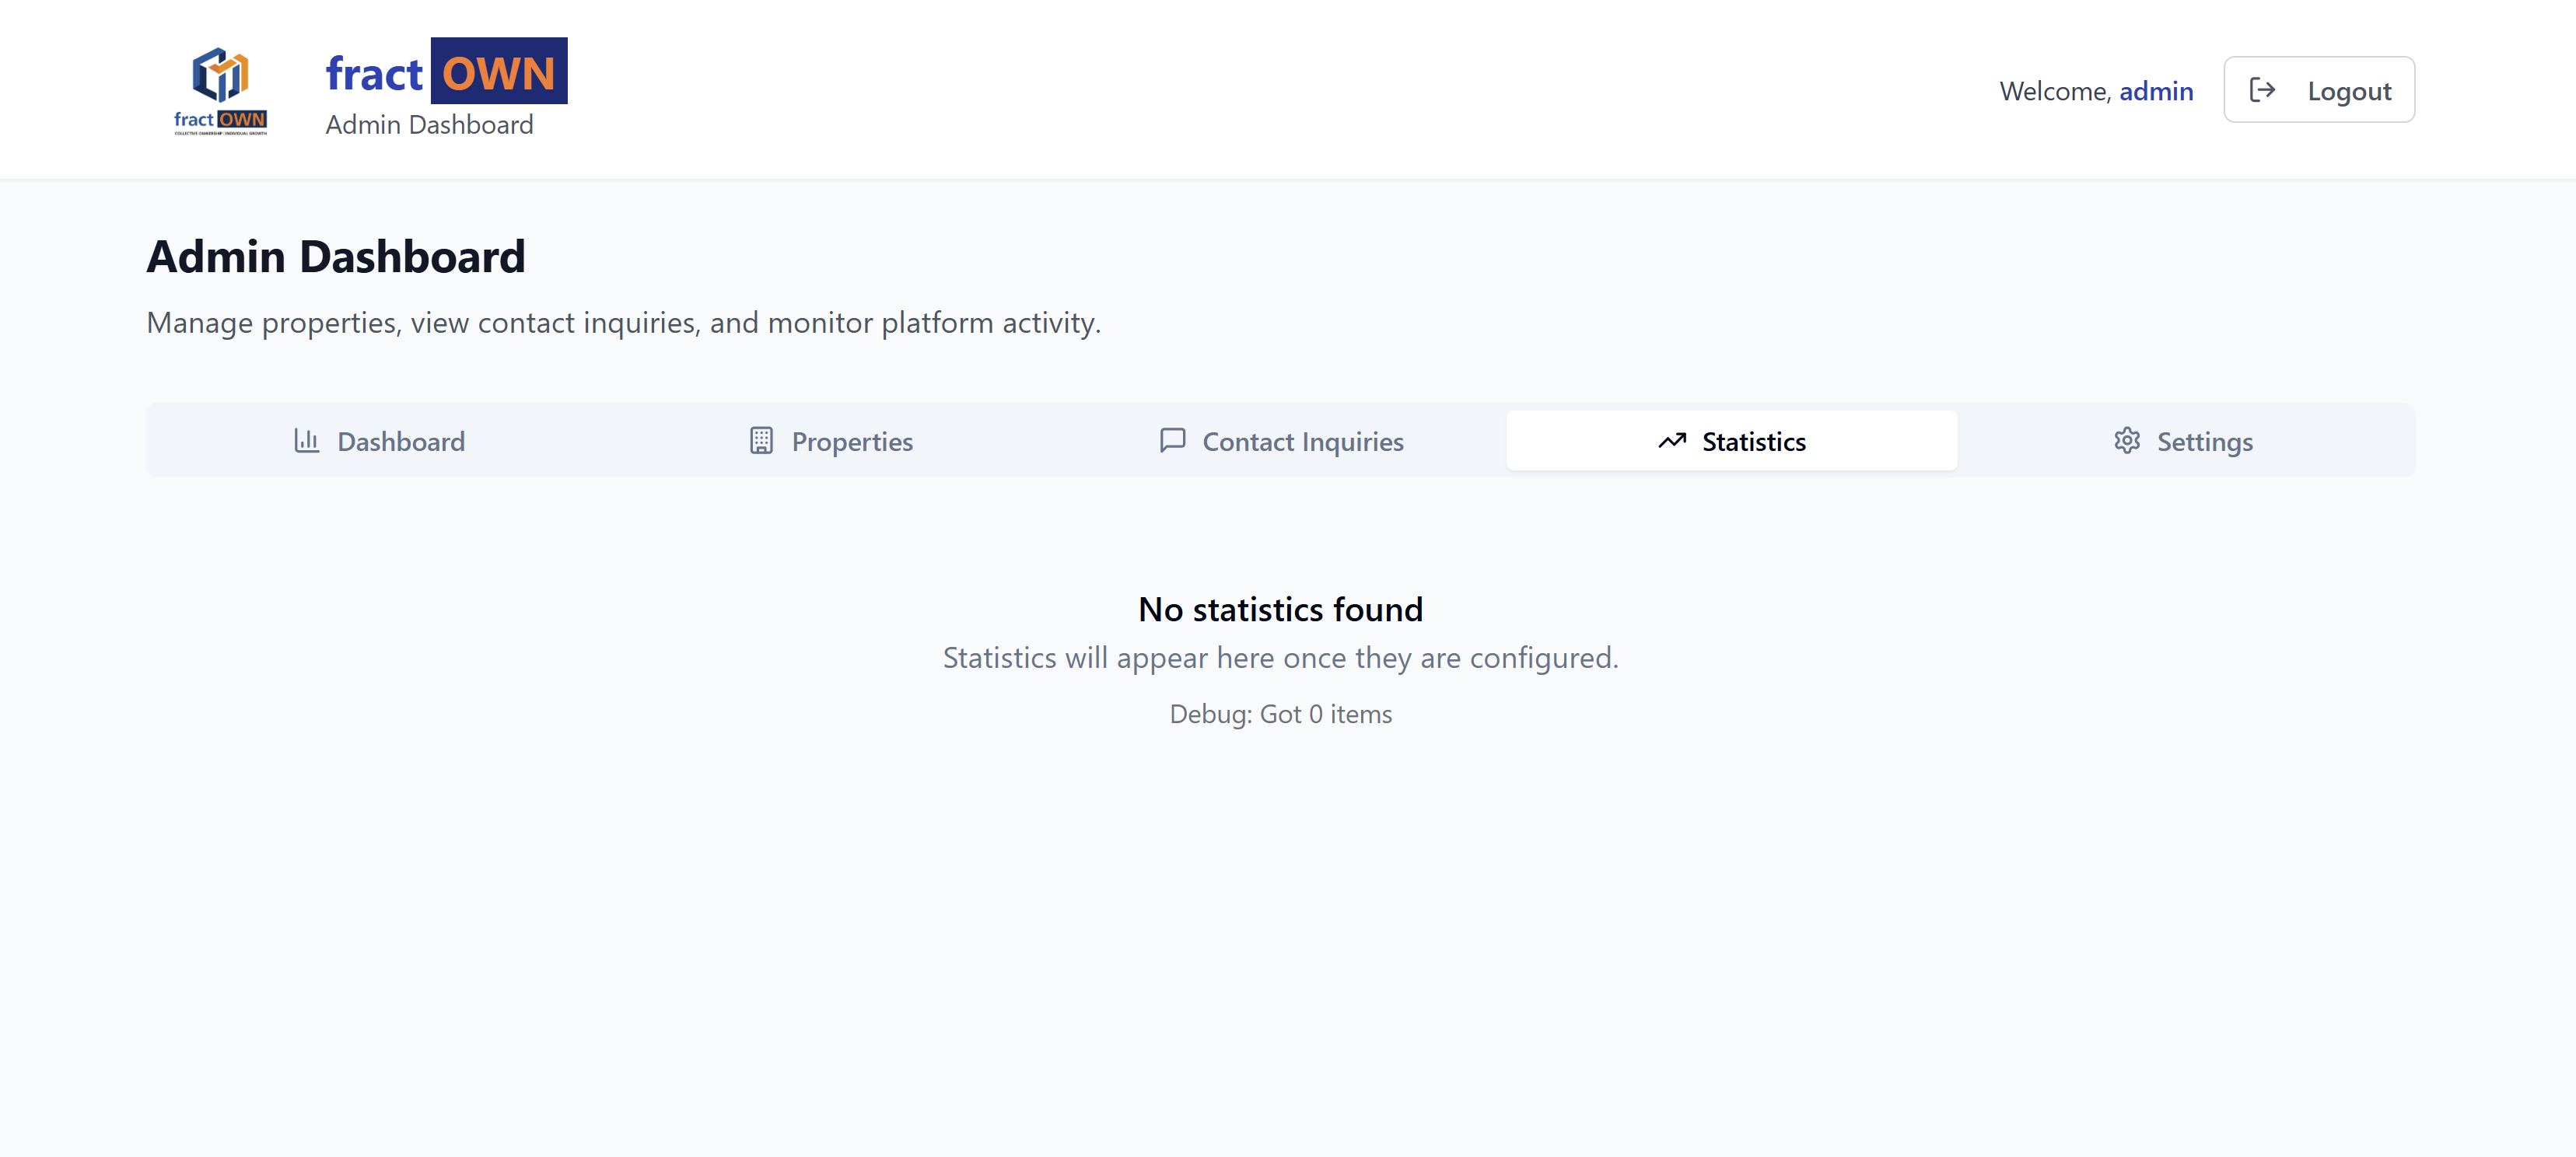 fract OWN
COLLECTIVE OWNERSHIP | INDIVIDUAL GROWTH
fract OWN
Admin Dashboard
Welcome, admin
Logout
Admin Dashboard
Manage properties, view contact inquiries, and monitor platform activity.
Dashboard
Properties
Contact Inquiries
Statistics
Settings
No statistics found
Statistics will appear here once they are configured.
Debug: Got 0 items